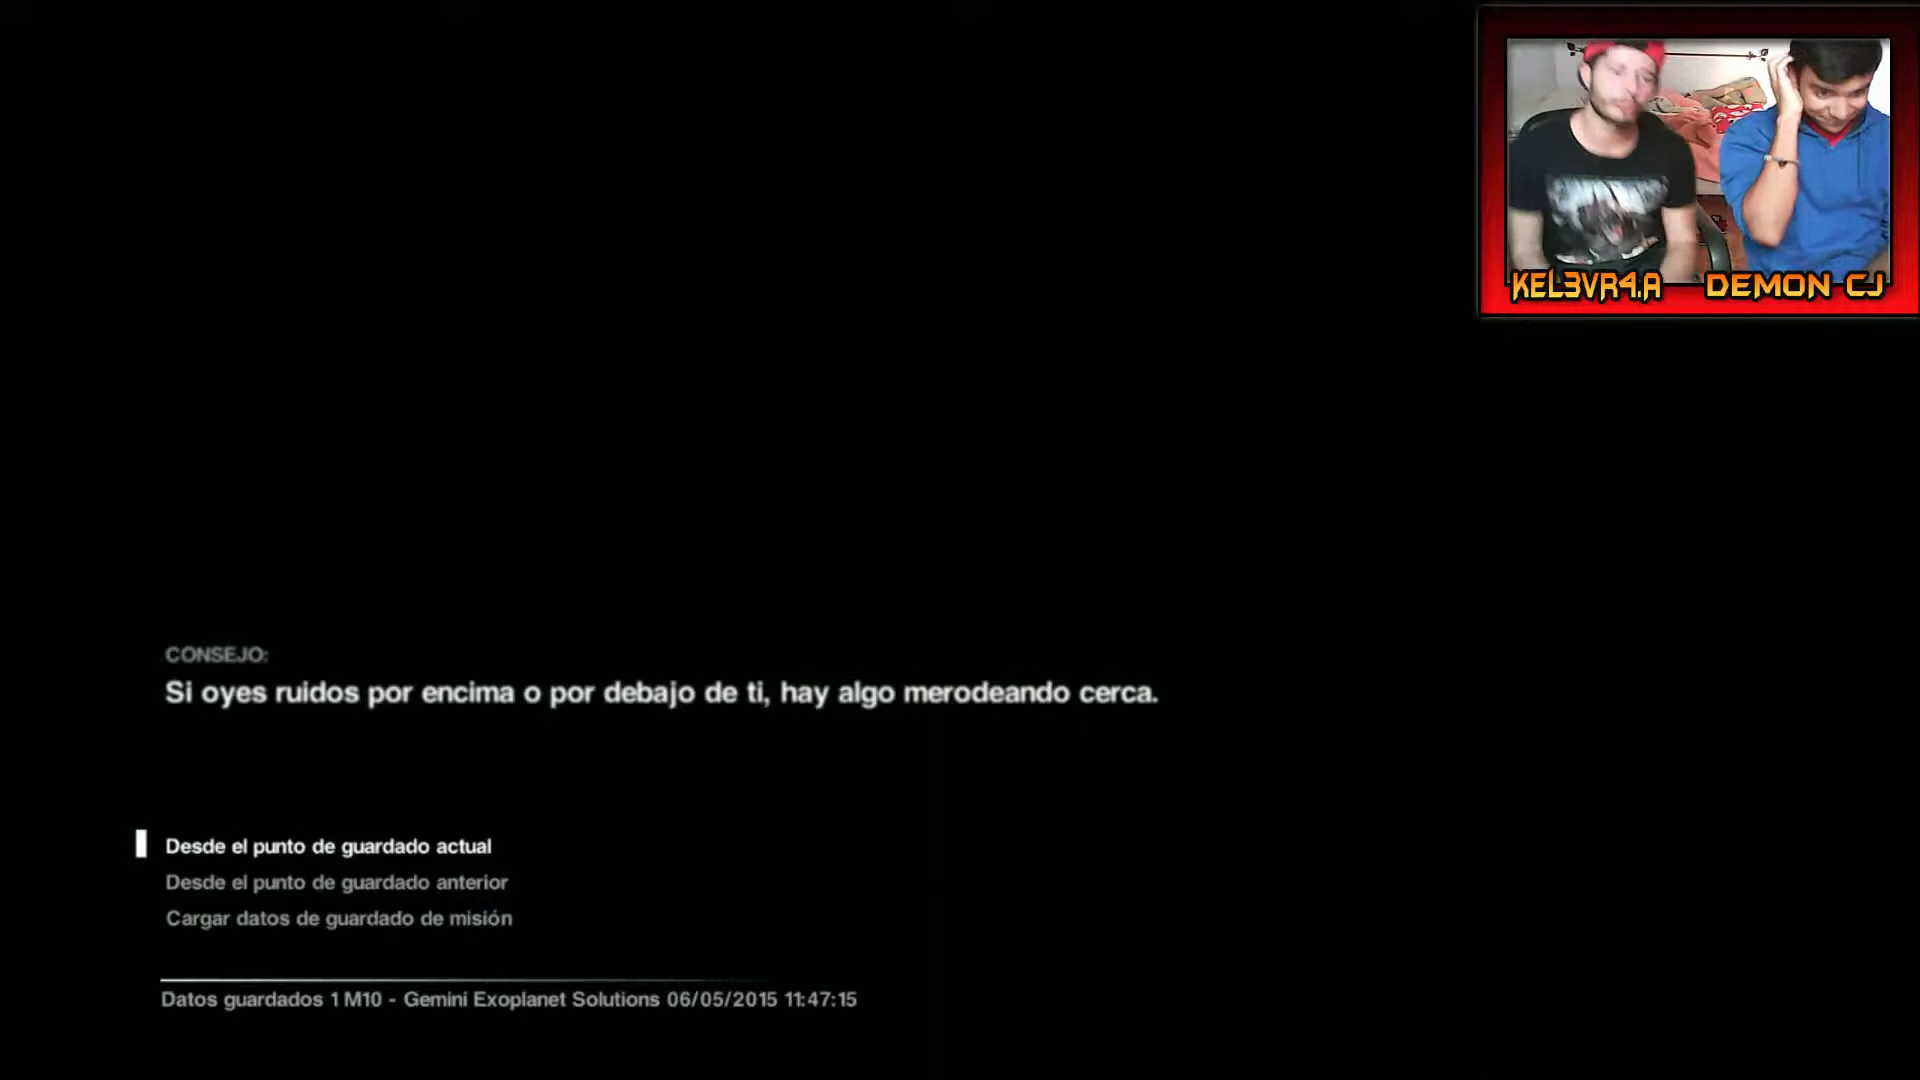 KEL3VR4.A DEMON CJ
CONSEJO:
Si oyes ruidos por encima o por debajo de ti, hay algo merodeando cerca.
Desde el punto de guardado actual
Desde el punto de guardado anterior
Cargar datos de guardado de misión
Datos guardados 1 M10 - Gemini Exoplanet Solutions 06/05/2015 11:47:15